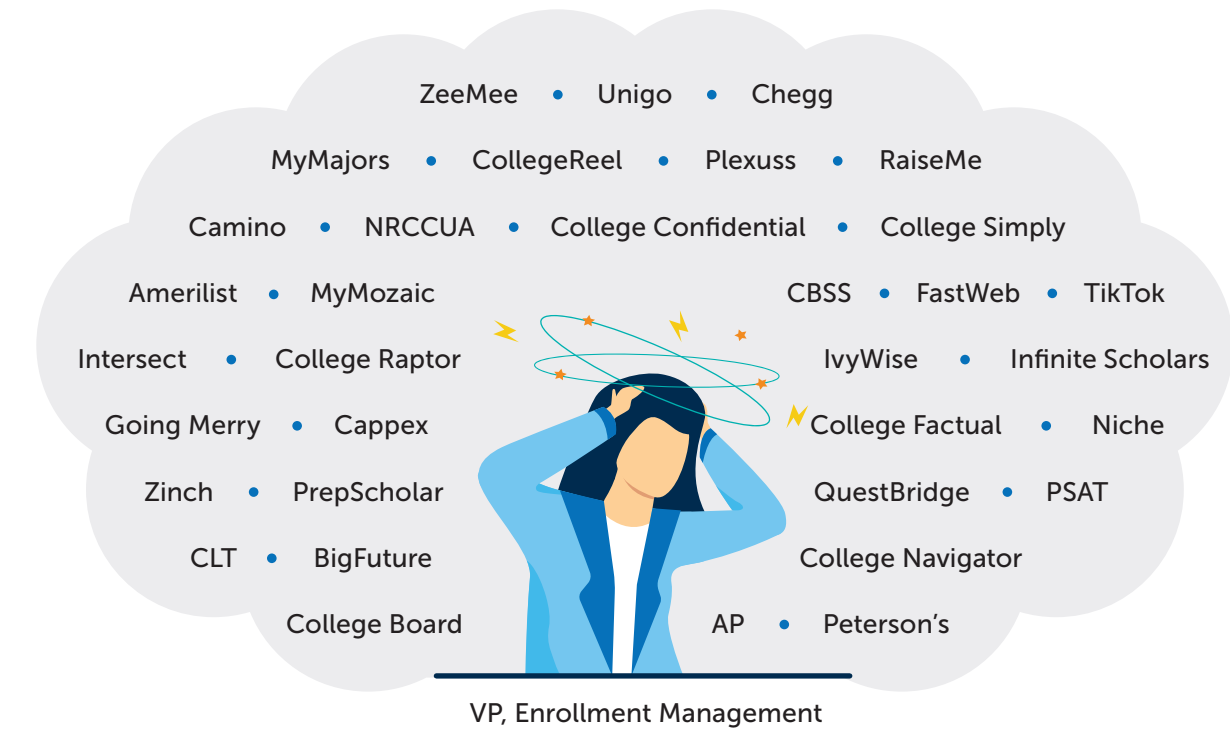 ZeeMee • Unigo • Chegg
MyMajors • CollegeReel • Plexuss • RaiseMe
Camino • NRCCUA • College Confidential • College Simply
Amerilist • MyMozaic CBSS • FastWeb • TikTok
Intersect • College Raptor IvyWise • Infinite Scholars
Going Merry • Cappex College Factual • Niche
Zinch • PrepScholar QuestBridge • PSAT
CLT • BigFuture College Navigator
College Board AP • Peterson’s
VP, Enrollment Management